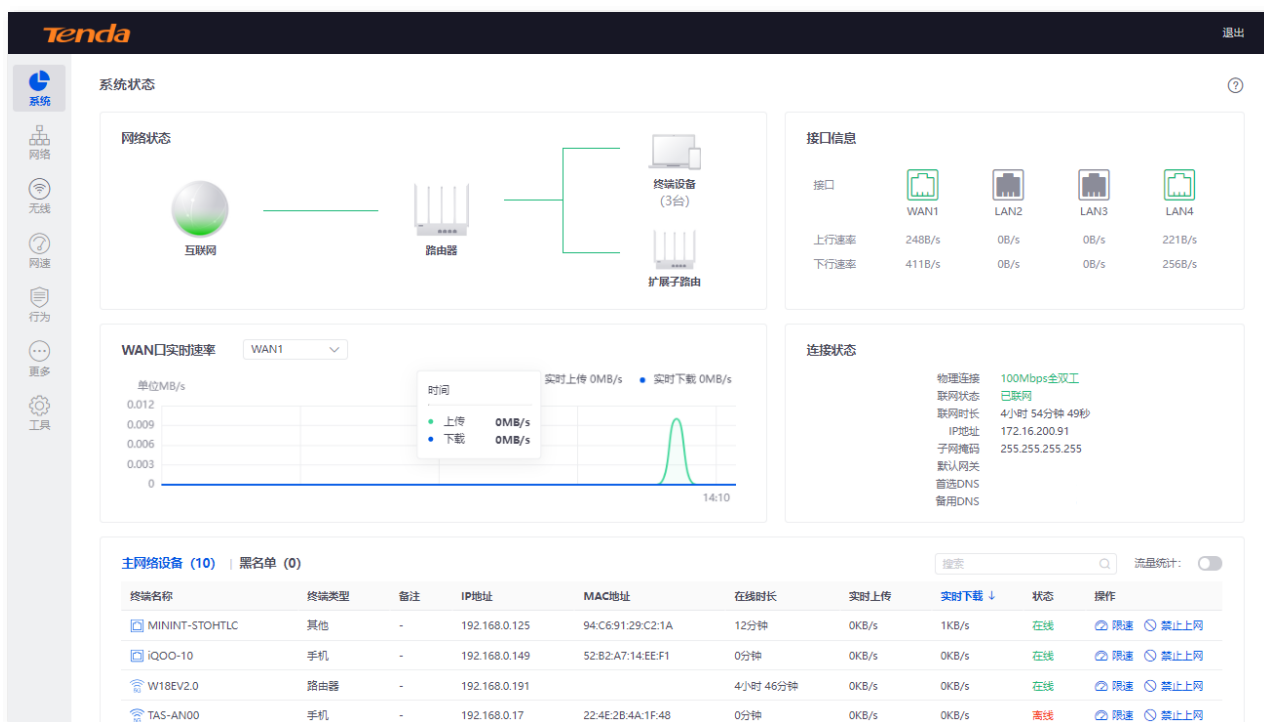 Tenda
退出
系统
网络
无线
网速
行为
更多
工具
系统状态
网络状态
互联网
路由器
终端设备
(3台)
扩展子路由
接口信息
接口 WAN1 LAN2 LAN3 LAN4
上行速率 248B/s 0B/s 0B/s 221B/s
下行速率 411B/s 0B/s 0B/s 256B/s
WAN口实时速率 WAN1
单位MB/s
实时上传 0MB/s 实时下载 0MB/s
时间
上传 0MB/s
下载 0MB/s
0.012
0.009
0.006
0.003
0
14:10
连接状态
物理连接 100Mbps全双工
联网状态 已联网
联网时长 4小时 54分钟 49秒
IP地址 172.16.200.91
子网掩码 255.255.255.255
默认网关
首选DNS
备用DNS
主网络设备 (10) | 黑名单 (0) 搜索 流量统计:
终端名称 终端类型 备注 IP地址 MAC地址 在线时长 实时上传 实时下载 ↓ 状态 操作
MININT-STOHTLC 其他 - 192.168.0.125 94:C6:91:29:C2:1A 12分钟 0KB/s 1KB/s 在线 限速 禁止上网
iQOO-10 手机 - 192.168.0.149 52:B2:A7:14:EE:F1 0分钟 0KB/s 0KB/s 在线 限速 禁止上网
5G W18EV2.0 路由器 - 192.168.0.191 4小时 46分钟 0KB/s 0KB/s 在线 限速 禁止上网
5G TAS-AN00 手机 - 192.168.0.17 22:4E:2B:4A:1F:48 0分钟 0KB/s 0KB/s 离线 限速 禁止上网